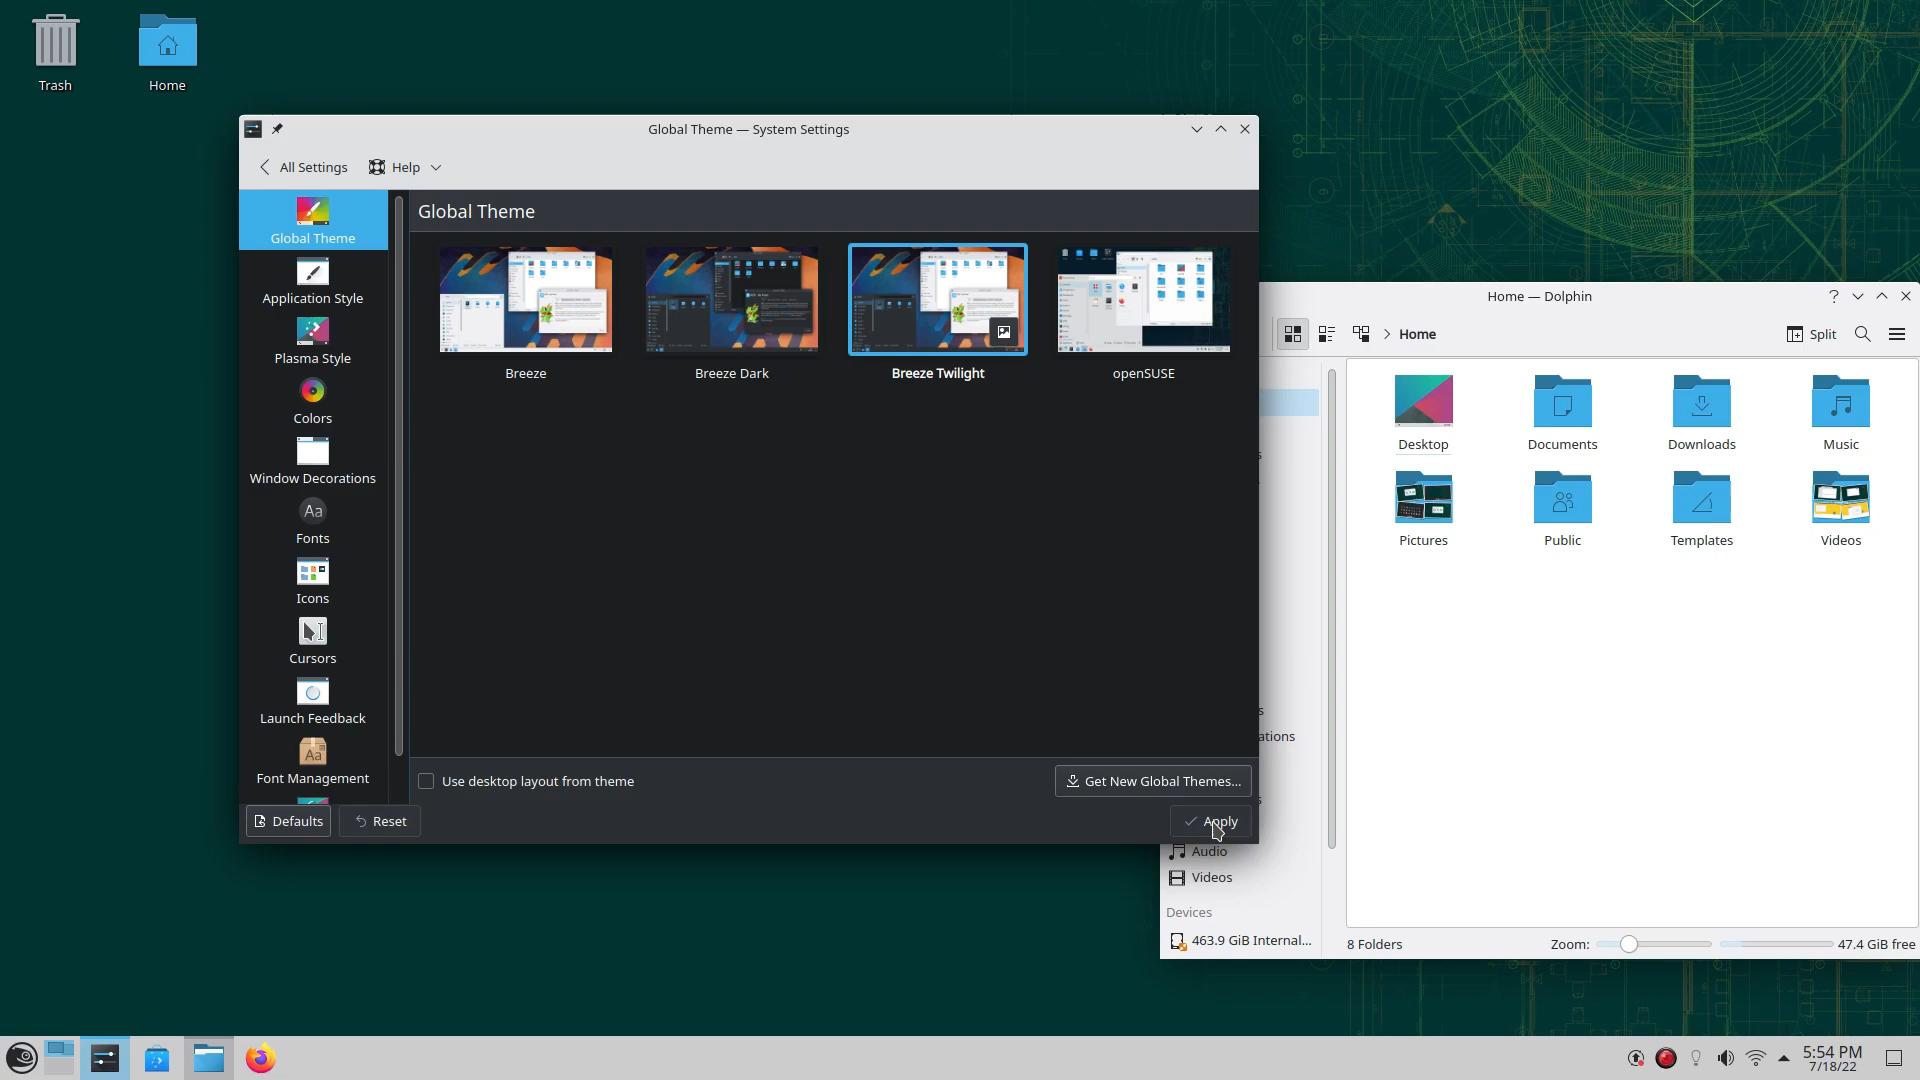 Trash
Home
Global Theme — System Settings
All Settings
Help
Global Theme
Application Style
Plasma Style
Colors
Window Decorations
Aa
Fonts
Icons
Cursors
Launch Feedback
Aa
Font Management
Global Theme
Breeze
Breeze Dark
Breeze Twilight
openSUSE
Use desktop layout from theme
Get New Global Themes...
Defaults
Reset
Apply
Home — Dolphin
?
Home
Split
Desktop
Documents
Downloads
Music
Pictures
Public
Templates
Videos
Audio
Videos
Devices
463.9 GiB Internal...
8 Folders
Zoom:
47.4 GiB free
5:54 PM
7/18/22